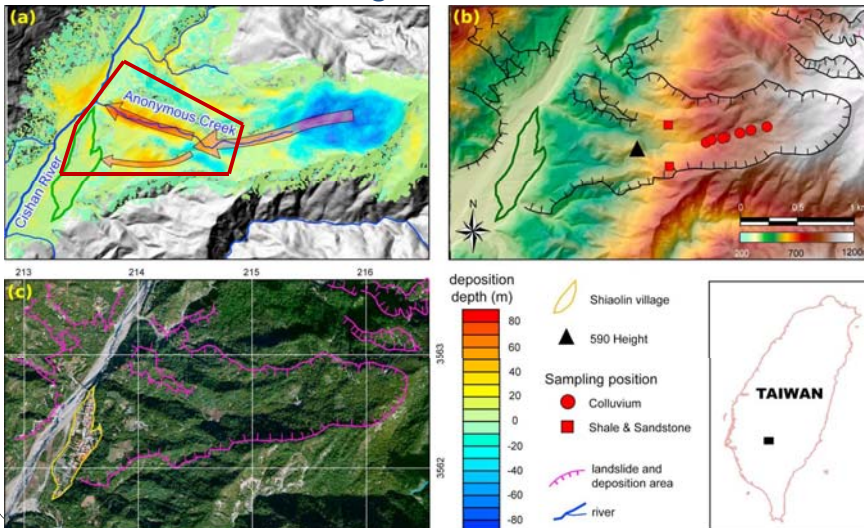 (a)
Anonymous Creek
Cishan River
(b)
N
0
0.5
1 km
200
700
1200m
213
214
215
216
(c)
3563
3562
deposition
depth (m)
80
60
40
20
0
-20
-40
-60
-80
Shiaolin village
590 Height
Sampling position
Colluvium
Shale & Sandstone
landslide and
deposition area
river
TAIWAN